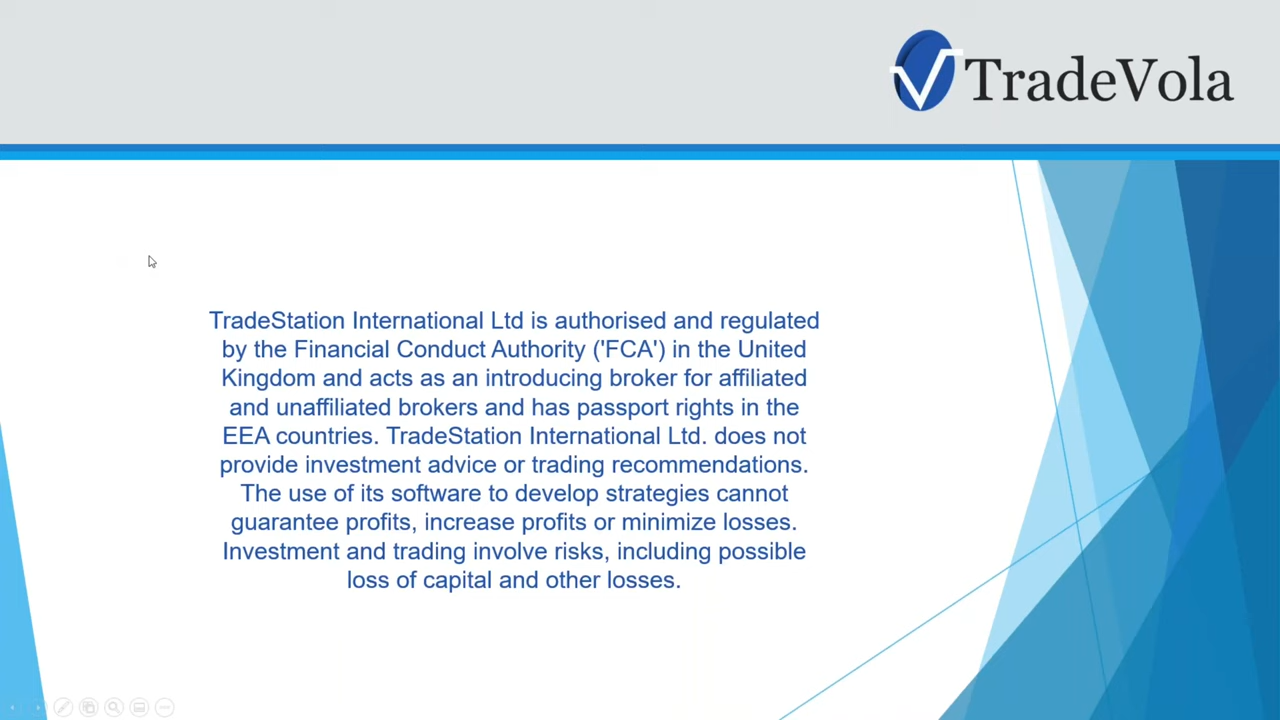 TradeVola
TradeStation International Ltd is authorised and regulated
by the Financial Conduct Authority ('FCA') in the United
Kingdom and acts as an introducing broker for affiliated
and unaffiliated brokers and has passport rights in the
EEA countries. TradeStation International Ltd. does not
provide investment advice or trading recommendations.
The use of its software to develop strategies cannot
guarantee profits, increase profits or minimize losses.
Investment and trading involve risks, including possible
loss of capital and other losses.